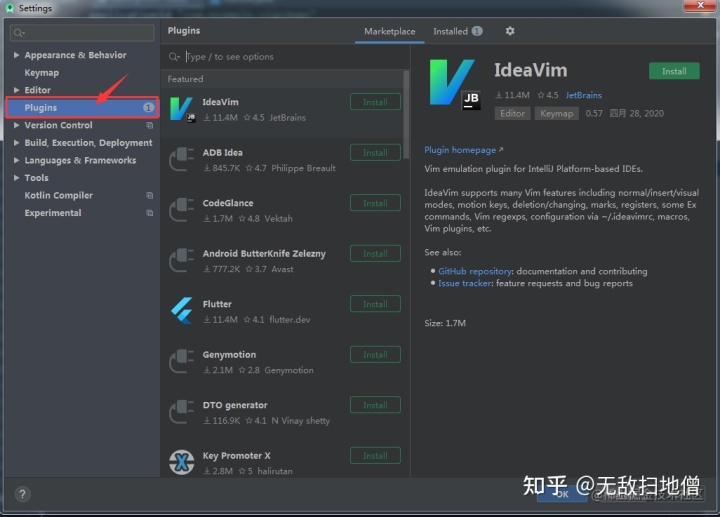 Settings
Appearance & Behavior
Keymap
Editor
Plugins 1
Version Control
Build, Execution, Deployment
Languages & Frameworks
Tools
Kotlin Compiler
Experimental
Plugins
Marketplace
Installed 1
Type / to see options
Featured
IdeaVim
Install
11.4M 4.5 JetBrains
ADB Idea
Install
845.7K 4.7 Philippe Breault
CodeGlance
Install
1.7M 4.8 Vektah
Android ButterKnife Zelezny
Install
777.2K 3.7 Avast
Flutter
Install
11.4M 4.1 flutter.dev
Genymotion
Install
2.1M 2.8 Genymotion
DTO generator
Install
116.9K 4.1 N Vinay shetty
Key Promoter X
Install
2.8M 5 halirutan
JB
IdeaVim
Install
11.4M 4.5 JetBrains
Editor Keymap 0.57 四月 28, 2020
Plugin homepage
Vim emulation plugin for IntelliJ Platform-based IDEs.
IdeaVim supports many Vim features including normal/insert/visual
modes, motion keys, deletion/changing, marks, registers, some Ex
commands, Vim regexps, configuration via ~/.ideavimrc, macros,
Vim plugins, etc.
See also:
GitHub repository: documentation and contributing
Issue tracker: feature requests and bug reports
Size: 1.7M
?
OK
知乎 @无敌扫地僧